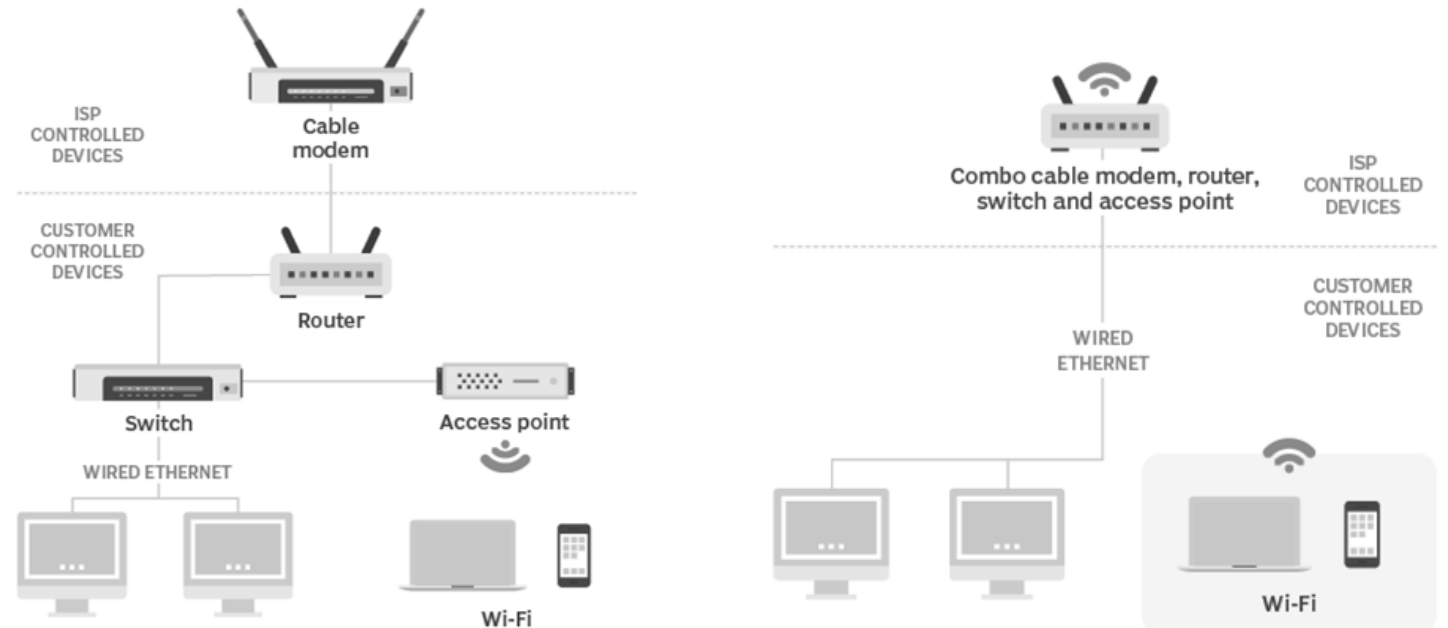 ISP
CONTROLLED
DEVICES
Cable
modem
CUSTOMER
CONTROLLED
DEVICES
Router
Switch
Access point
WIRED ETHERNET
Wi-Fi
Combo cable modem, router,
switch and access point
ISP
CONTROLLED
DEVICES
CUSTOMER
CONTROLLED
DEVICES
WIRED
ETHERNET
Wi-Fi